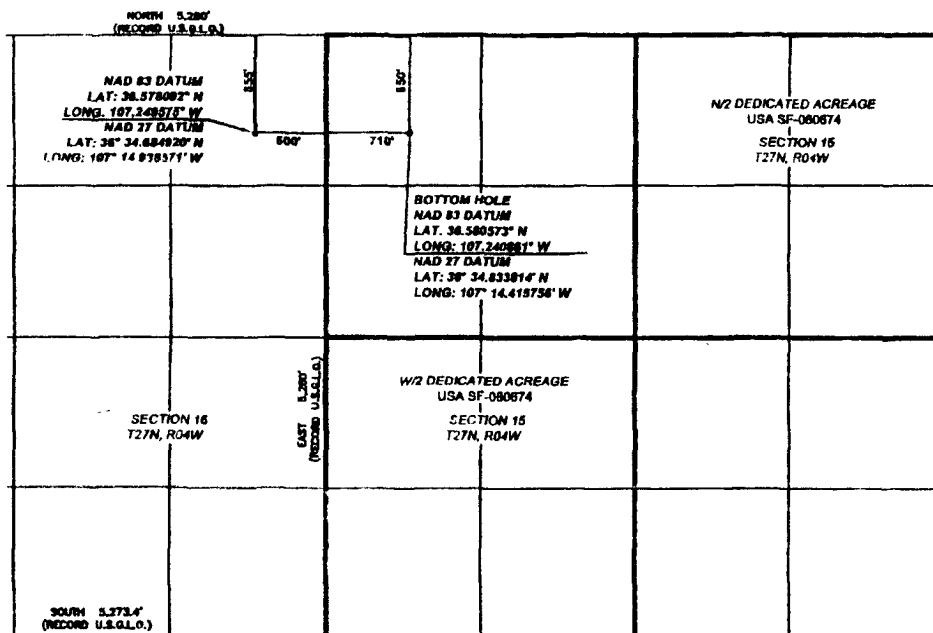 NORTH 5,280'
(RECORD U.S.G.L.O.)
NAD 83 DATUM
LAT: 36.578092° N
LONG. 107.249575° W
NAD 27 DATUM
LAT: 36° 34.684920' N
LONG: 107° 14.938571' W
855'
600'
850'
710'
N/2 DEDICATED ACREAGE
USA SF-080674
SECTION 15
T27N, R04W
BOTTOM HOLE
NAD 83 DATUM
LAT. 36.580573° N
LONG: 107.240861° W
NAD 27 DATUM
LAT: 36° 34.833814' N
LONG: 107° 14.415756' W
EAST 5,280'
(RECORD U.S.G.L.O.)
W/2 DEDICATED ACREAGE
USA SF-080674
SECTION 15
T27N, R04W
SECTION 16
T27N, R04W
SOUTH 5,273.4'
(RECORD U.S.G.L.O.)